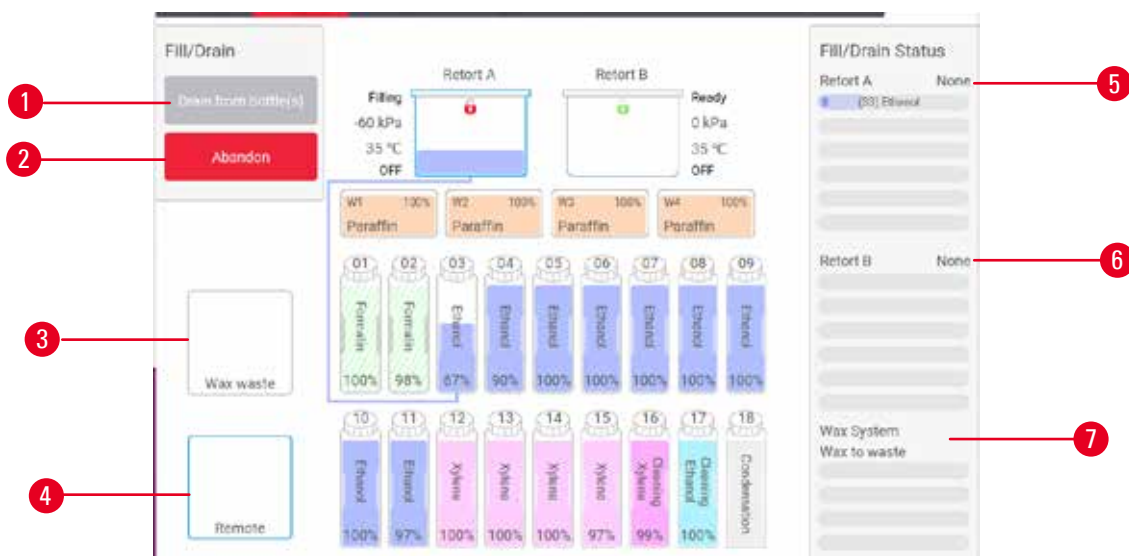 Fill/Drain
Drain from bottle(s)
Abandon
1
2
3
4
Wax waste
Remote
Retort A
Retort B
Filling
-60 kPa
35 °C
OFF
Ready
0 kPa
35 °C
OFF
W1 100%
Paraffin
W2 100%
Paraffin
W3 100%
Paraffin
W4 100%
Paraffin
01 02 03 04 05 06 07 08 09
Formalin Formalin Ethanol Ethanol Ethanol Ethanol Ethanol Ethanol Ethanol
100% 98% 67% 90% 100% 100% 100% 100% 100%
10 11 12 13 14 15 16 17 18
Ethanol Ethanol Xylene Xylene Xylene Xylene Cleaning Xylene Cleaning Ethanol Condensation
100% 97% 100% 100% 100% 97% 99% 100%
Fill/Drain Status
Retort A None
Ethanol
Retort B None
Wax System
Wax to waste
5
6
7